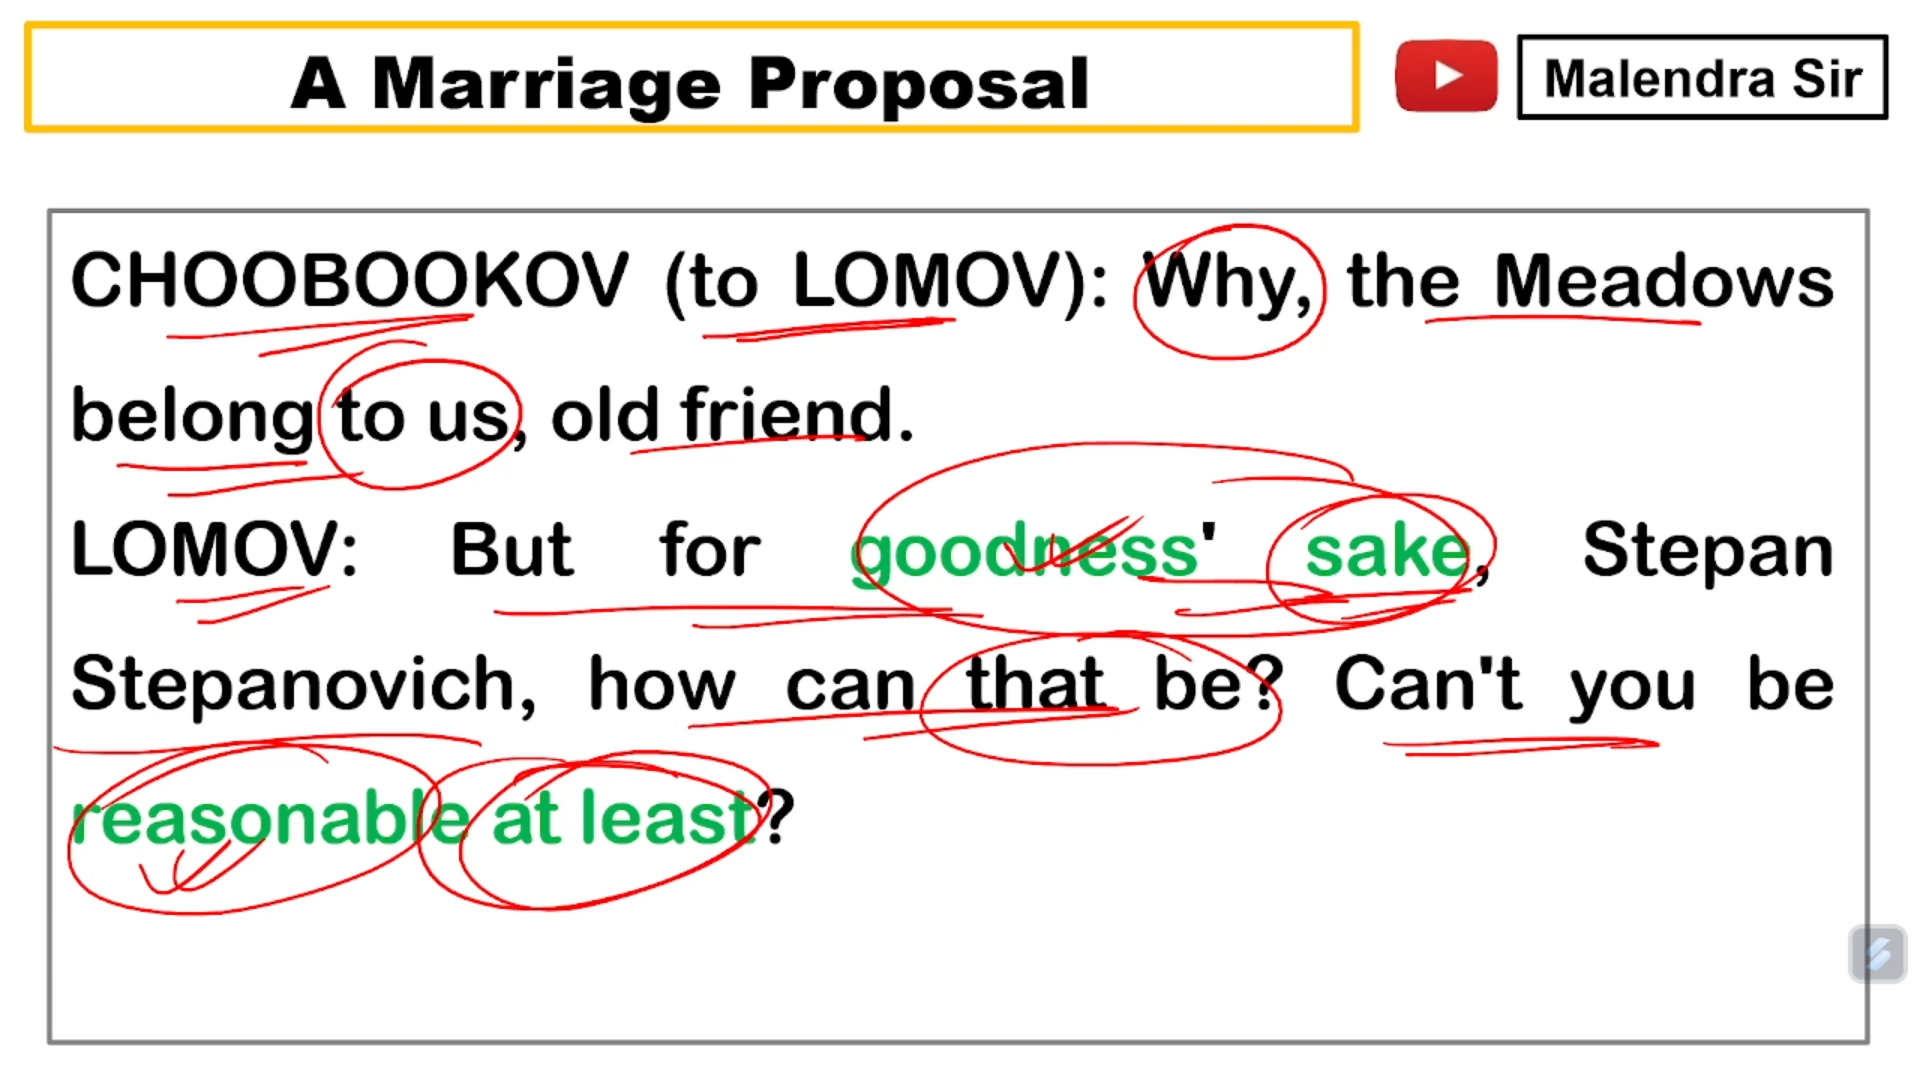 A Marriage Proposal
Malendra Sir
CHOOBOOKOV (to LOMOV): Why, the Meadows
belong to us, old friend.
LOMOV: But for goodness' sake, Stepan
Stepanovich, how can that be? Can't you be
reasonable at least?